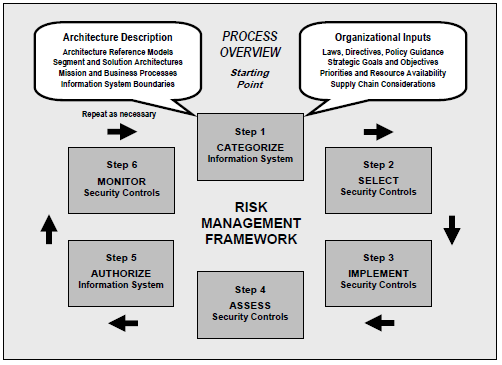 Architecture Description
Architecture Reference Models
Segment and Solution Architectures
Mission and Business Processes
Information System Boundaries
PROCESS
OVERVIEW
Starting
Point
Organizational Inputs
Laws, Directives, Policy Guidance
Strategic Goals and Objectives
Priorities and Resource Availability
Supply Chain Considerations
Repeat as necessary
Step 1
CATEGORIZE
Information System
Step 2
SELECT
Security Controls
Step 3
IMPLEMENT
Security Controls
Step 4
ASSESS
Security Controls
Step 5
AUTHORIZE
Information System
Step 6
MONITOR
Security Controls
RISK
MANAGEMENT
FRAMEWORK